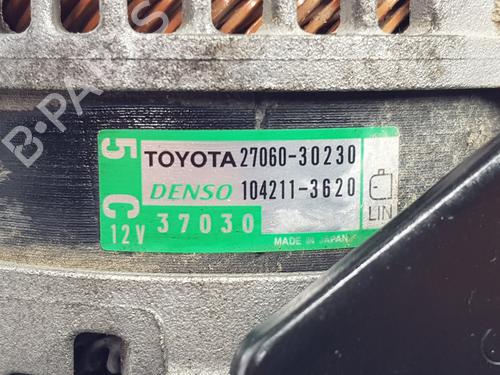 5 C
TOYOTA 27060-30230
DENSO 104211-3620
12V 37030
LIN
MADE IN JAPAN
B-PARTS